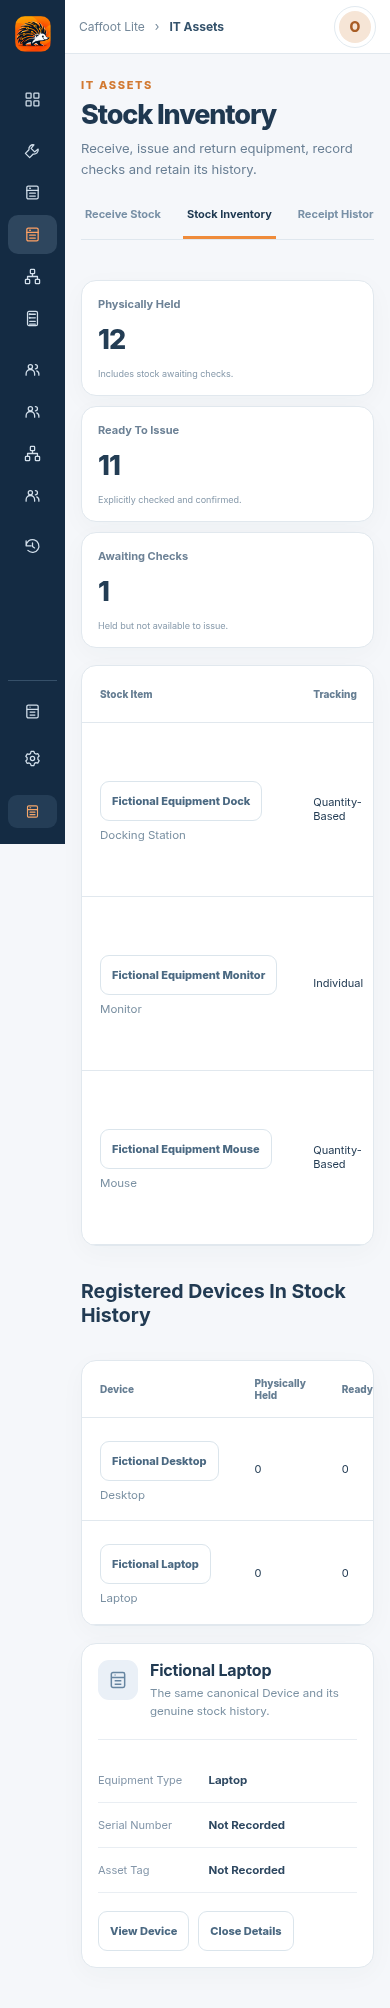 Caffoot Lite › IT Assets
O
IT ASSETS
Stock Inventory
Receive, issue and return equipment, record
checks and retain its history.
Receive Stock Stock Inventory Receipt Histor
Physically Held
12
Includes stock awaiting checks.
Ready To Issue
11
Explicitly checked and confirmed.
Awaiting Checks
1
Held but not available to issue.
Stock Item Tracking
Fictional Equipment Dock
Docking Station
Quantity-
Based
Fictional Equipment Monitor
Monitor
Individual
Fictional Equipment Mouse
Mouse
Quantity-
Based
Registered Devices In Stock
History
Device Physically
Held Ready
Fictional Desktop
Desktop
0 0
Fictional Laptop
Laptop
0 0
Fictional Laptop
The same canonical Device and its
genuine stock history.
Equipment Type Laptop
Serial Number Not Recorded
Asset Tag Not Recorded
View Device Close Details